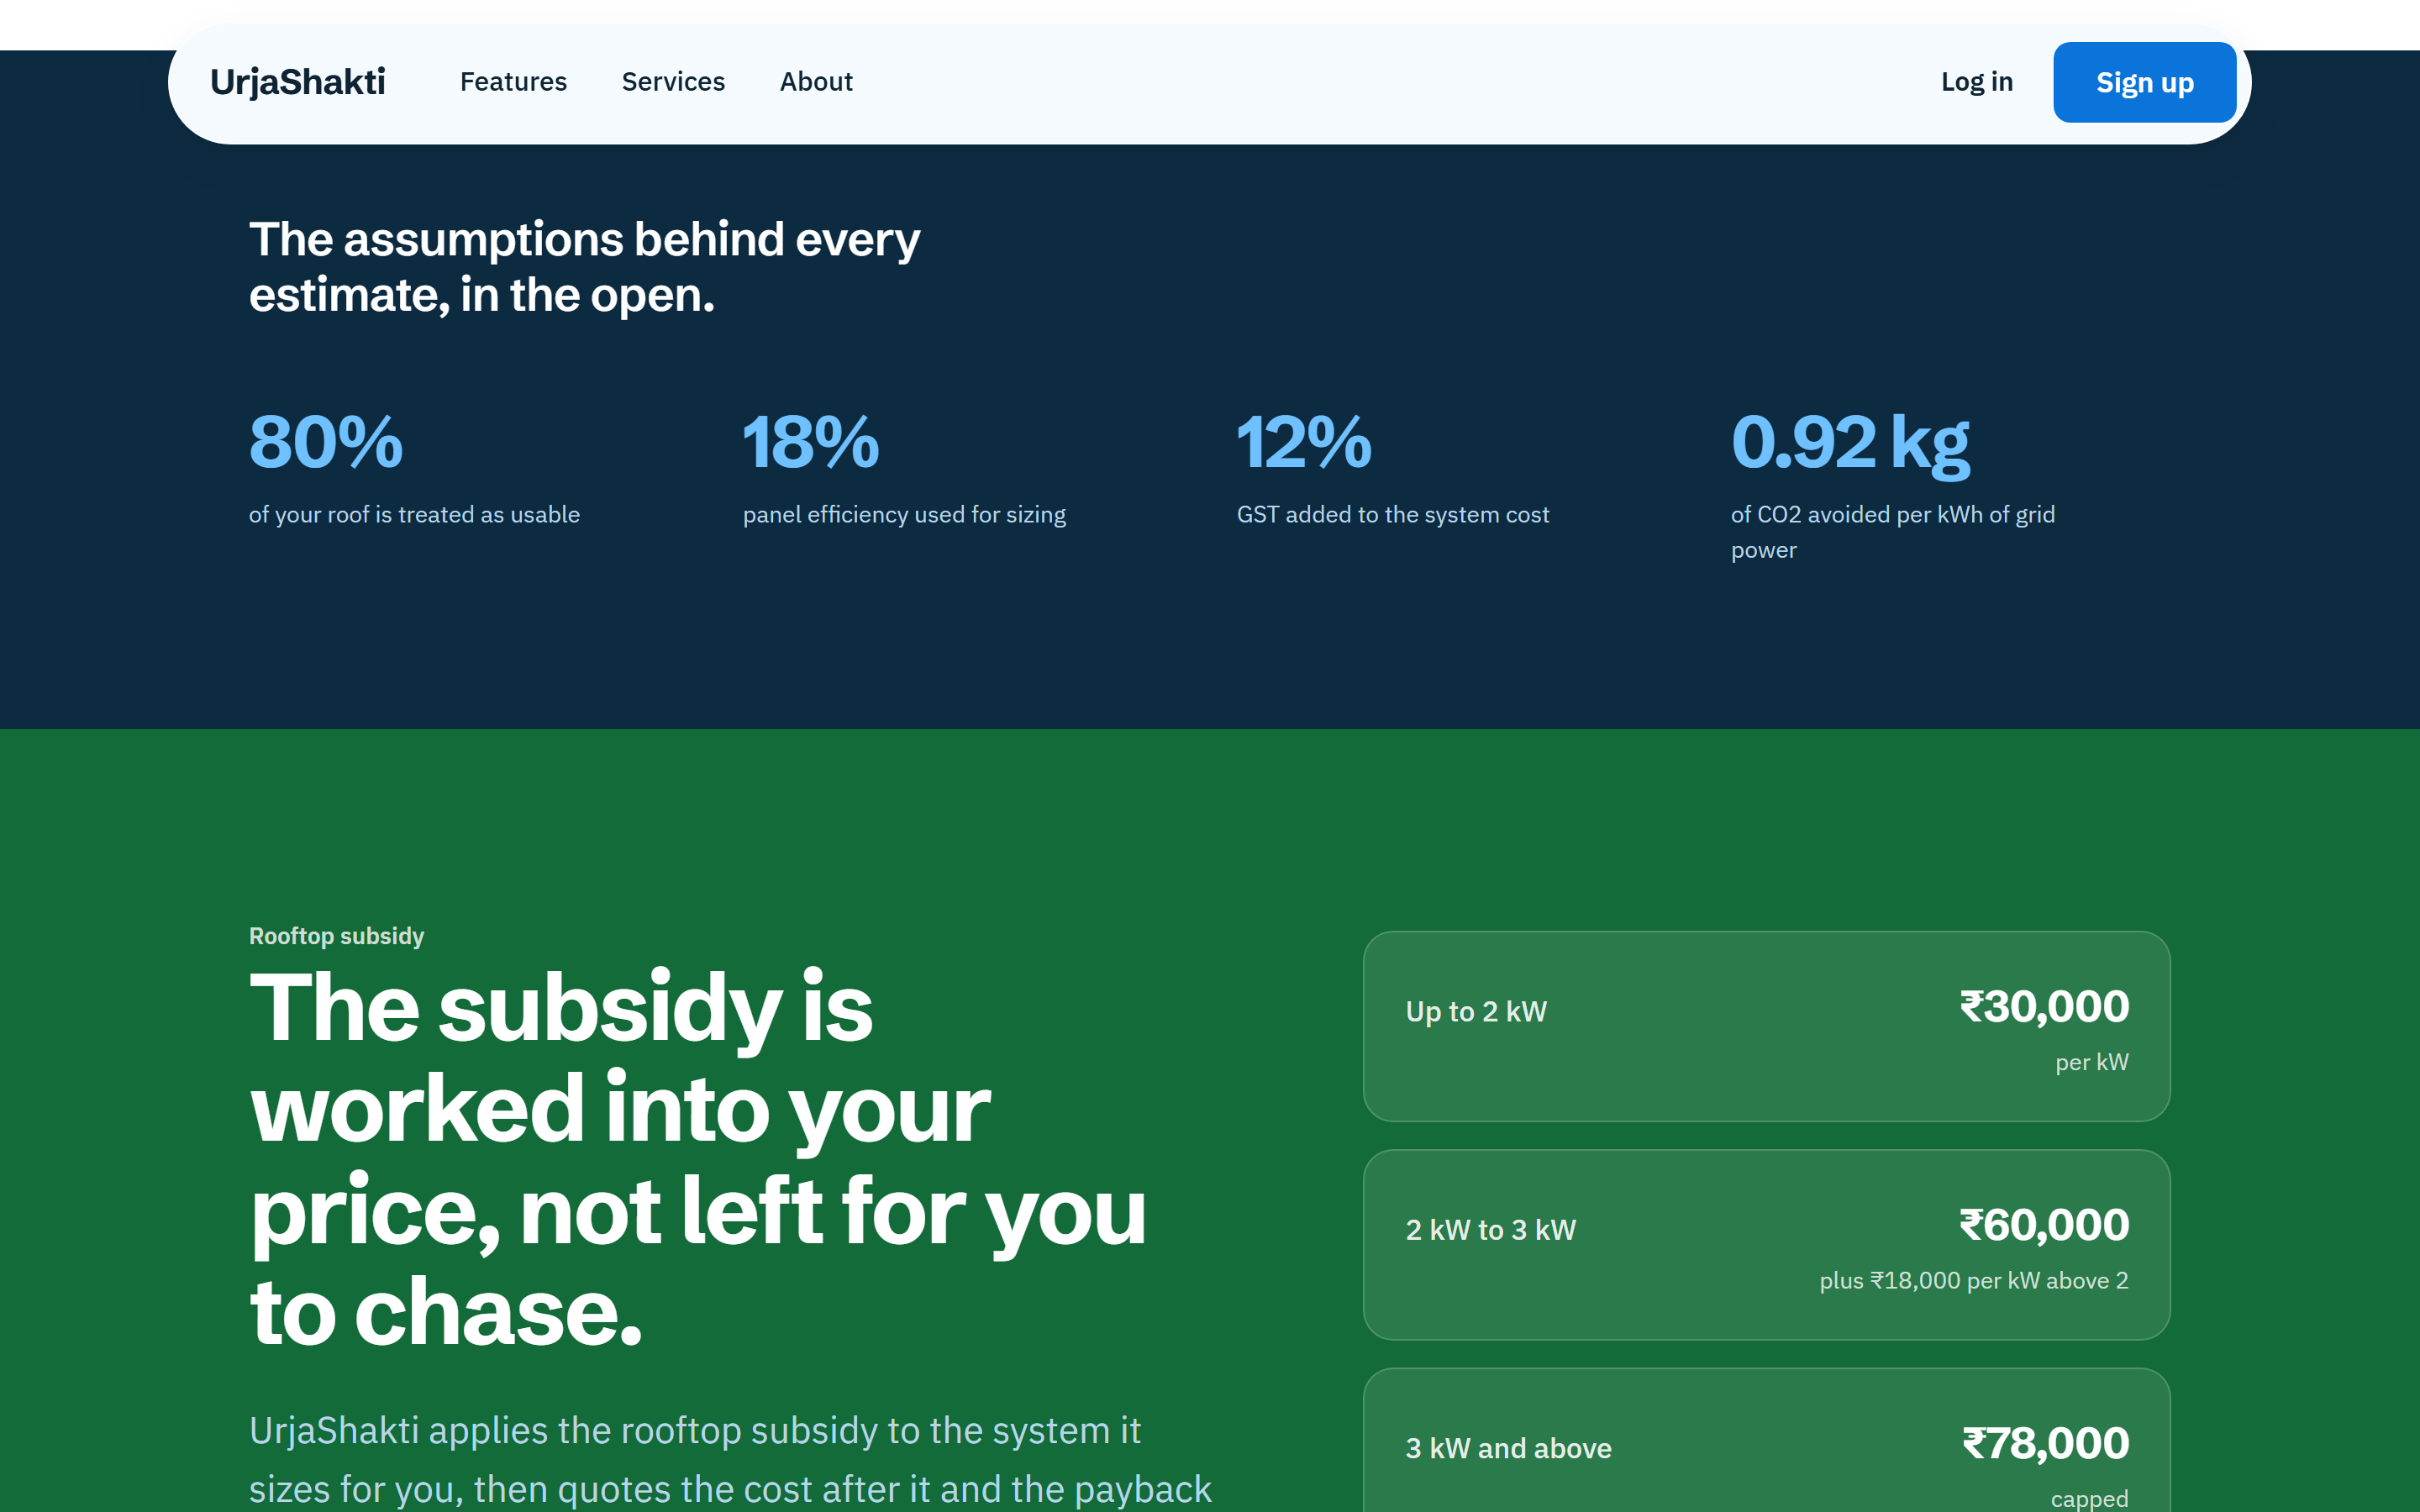 UrjaShakti
Features
Services
About
Log in
Sign up
The assumptions behind every
estimate, in the open.
80%
of your roof is treated as usable
18%
panel efficiency used for sizing
12%
GST added to the system cost
0.92 kg
of CO2 avoided per kWh of grid
power
Rooftop subsidy
The subsidy is
worked into your
price, not left for you
to chase.
UrjaShakti applies the rooftop subsidy to the system it
sizes for you, then quotes the cost after it and the payback
Up to 2 kW
₹30,000
per kW
2 kW to 3 kW
₹60,000
plus ₹18,000 per kW above 2
3 kW and above
₹78,000
capped